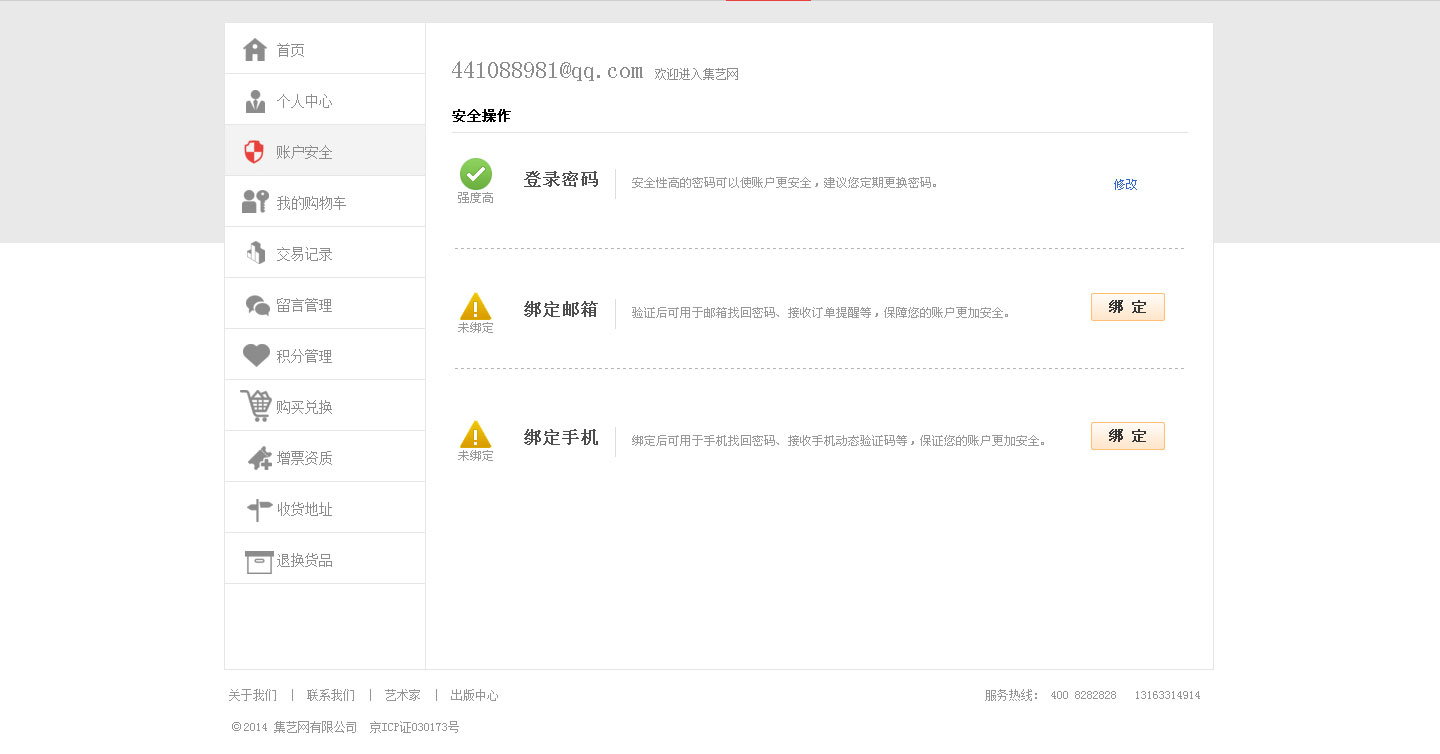 首页
个人中心
账户安全
我的购物车
交易记录
留言管理
积分管理
购买兑换
增票资质
收货地址
退换货品
441088981@qq.com 欢迎进入集艺网
安全操作
强度高 登录密码 安全性高的密码可以使账户更安全，建议您定期更换密码。 修改
未绑定 绑定邮箱 验证后可用于邮箱找回密码、接收订单提醒等，保障您的账户更加安全。 绑 定
未绑定 绑定手机 绑定后可用于手机找回密码、接收手机动态验证码等，保证您的账户更加安全。 绑 定
关于我们 | 联系我们 | 艺术家 | 出版中心 服务热线： 400 8282828 13163314914
©2014 集艺网有限公司 京ICP证030173号